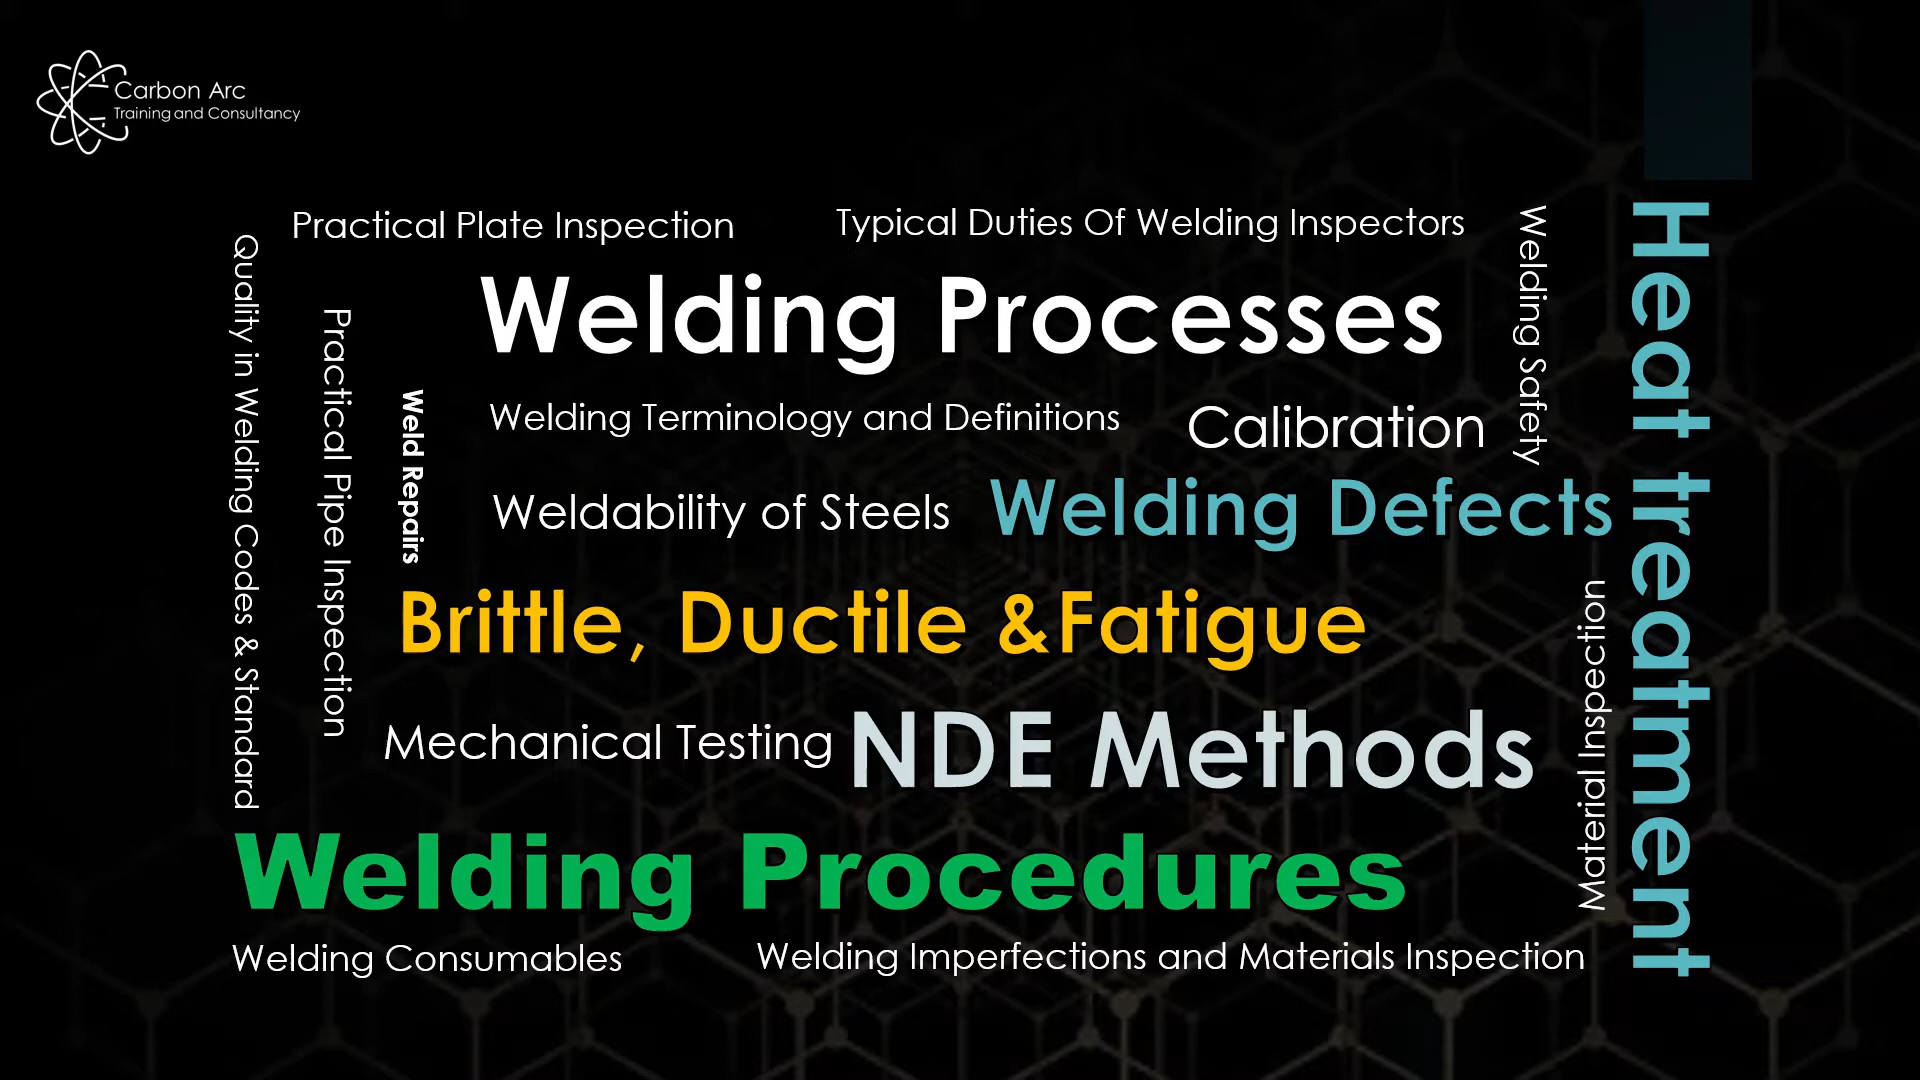 Carbon Arc
Training and Consultancy
Practical Plate Inspection
Typical Duties Of Welding Inspectors
Quality in Welding Codes & Standard
Practical Pipe Inspection
Weld Repairs
Welding Processes
Welding Safety
Heat treatment
Welding Terminology and Definitions
Calibration
Weldability of Steels
Welding Defects
Brittle, Ductile &Fatigue
Material Inspection
Mechanical Testing
NDE Methods
Welding Procedures
Welding Consumables
Welding Imperfections and Materials Inspection